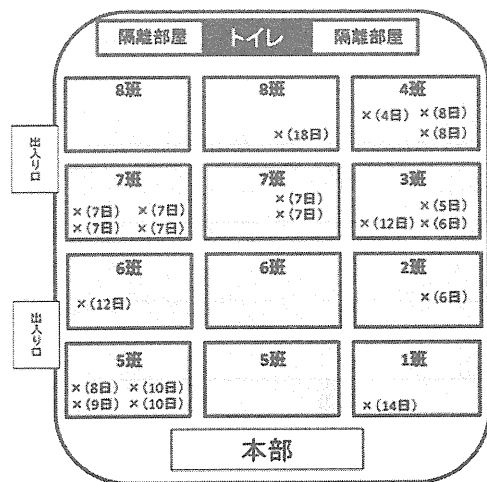 隔離部屋 トイレ 隔離部屋
8班 8班 4班
×(4日) ×(8日)
×(18日) ×(8日)
出入り口
7班 7班 3班
×(7日) ×(7日) ×(7日) ×(5日)
×(7日) ×(7日) ×(7日) ×(12日) ×(6日)
6班 6班 2班
×(12日) ×(6日)
出入り口
5班 5班 1班
×(8日) ×(10日)
×(9日) ×(10日) ×(14日)
本部